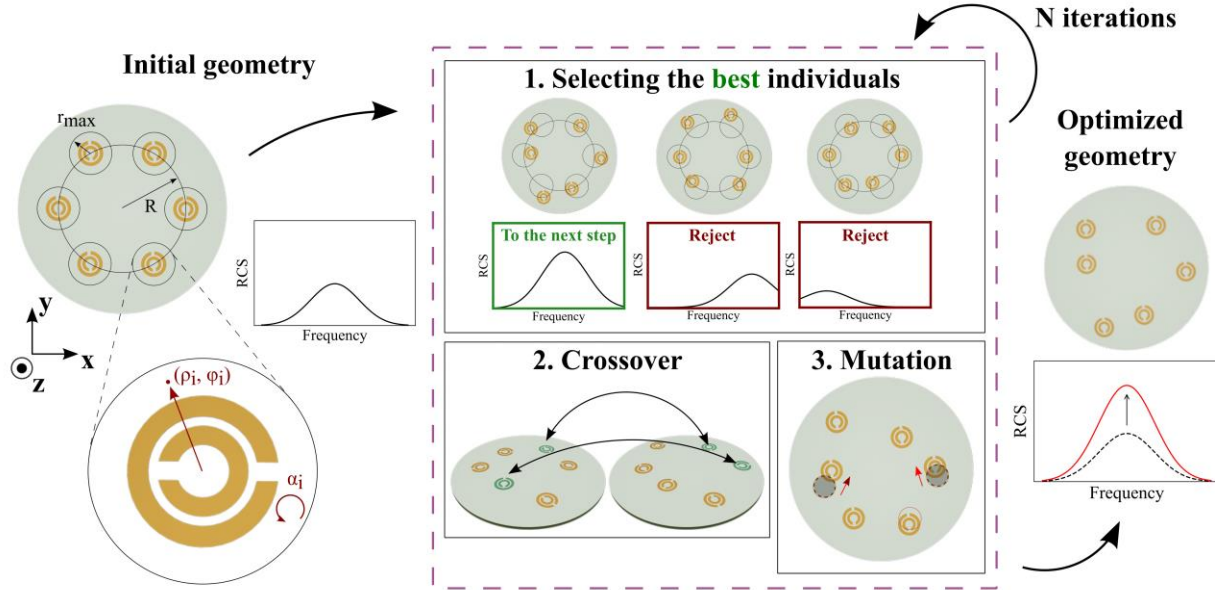 Initial geometry
r_max
R
y
x
z
(ρ_i, φ_i)
α_i
RCS
Frequency
N iterations
1. Selecting the best individuals
To the next step
Reject
Reject
RCS
RCS
RCS
Frequency
Frequency
Frequency
2. Crossover
3. Mutation
Optimized
geometry
RCS
Frequency